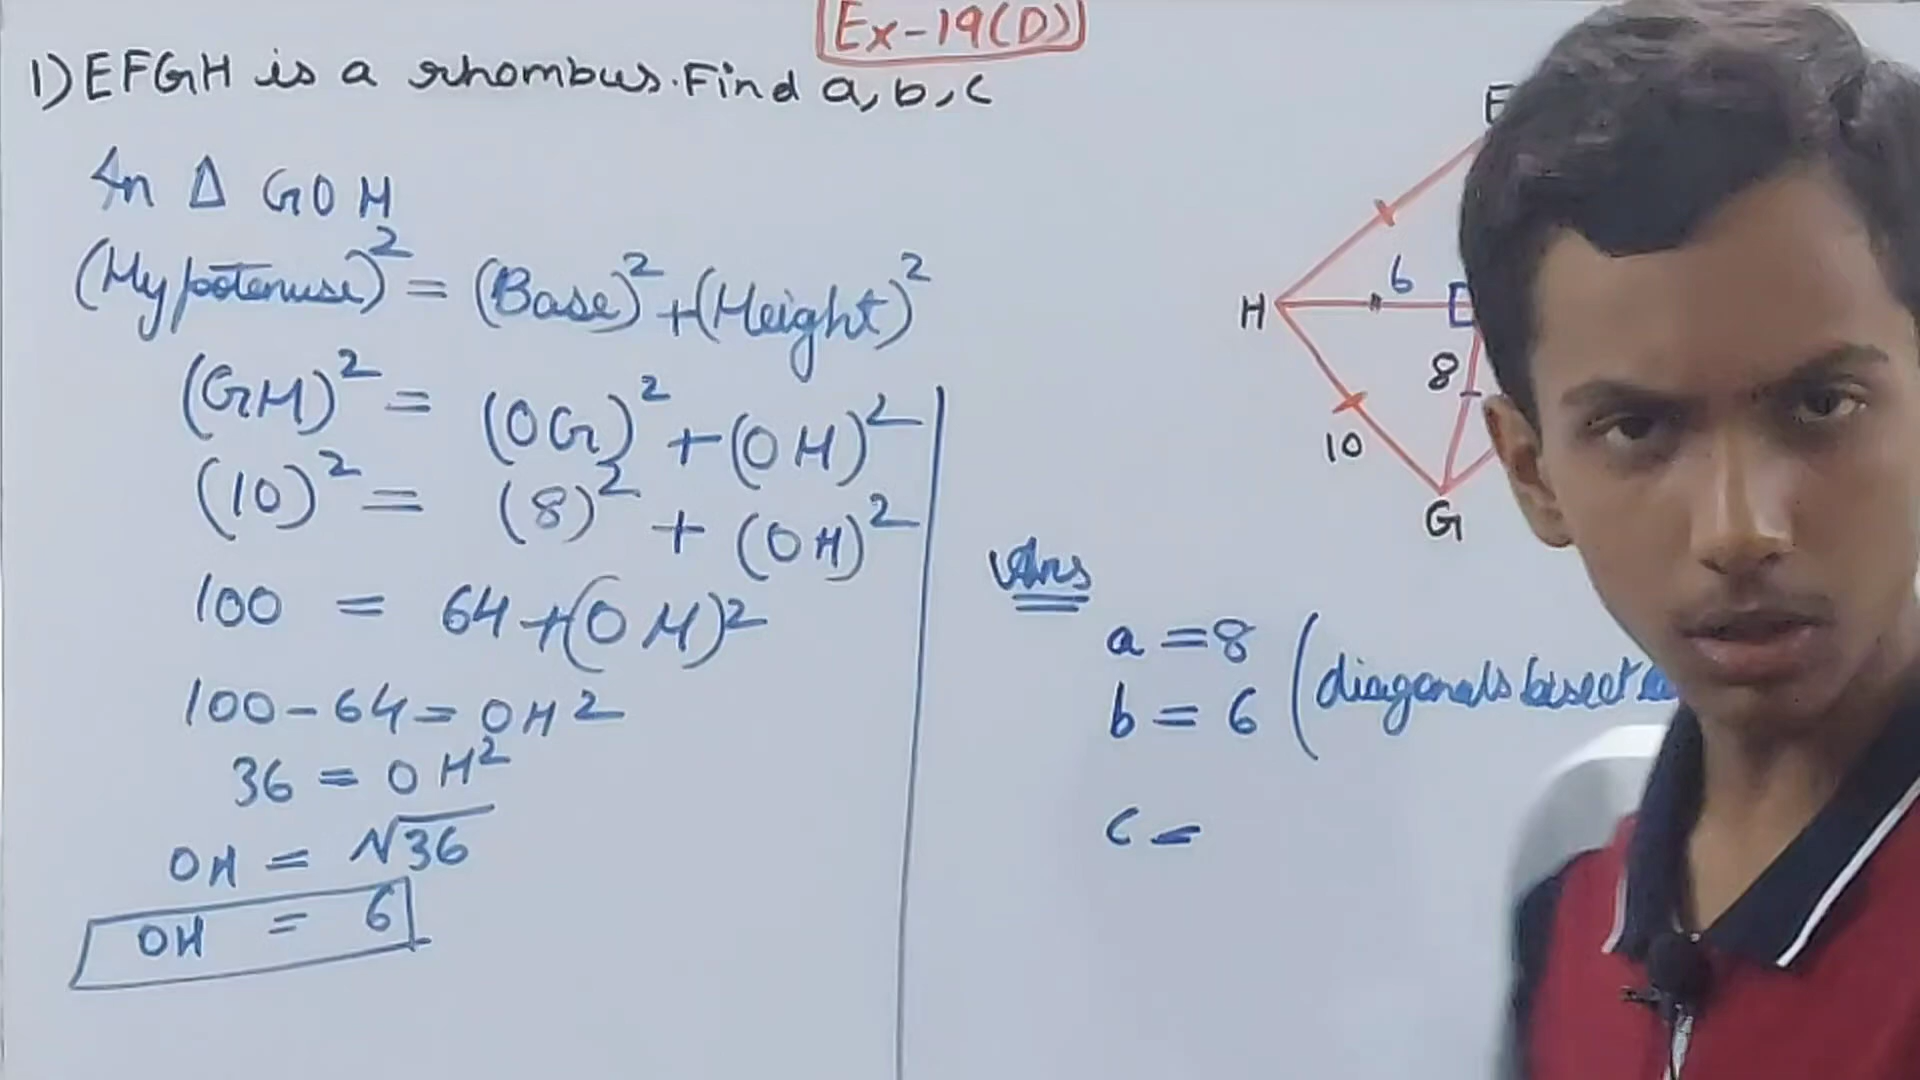 Ex-19(D)
1) EFGH is a rhombus. Find a, b, c
In Δ GOH
(Hypotenuse)² = (Base)² + (Height)²
(GH)² = (OG)² + (OH)²
(10)² = (8)² + (OH)²
100 = 64 + (OH)²
100 - 64 = OH²
36 = OH²
OH = √36
OH = 6
E
H
6
8
10
G
Ans
a = 8
b = 6 (diagonals bisect
c =